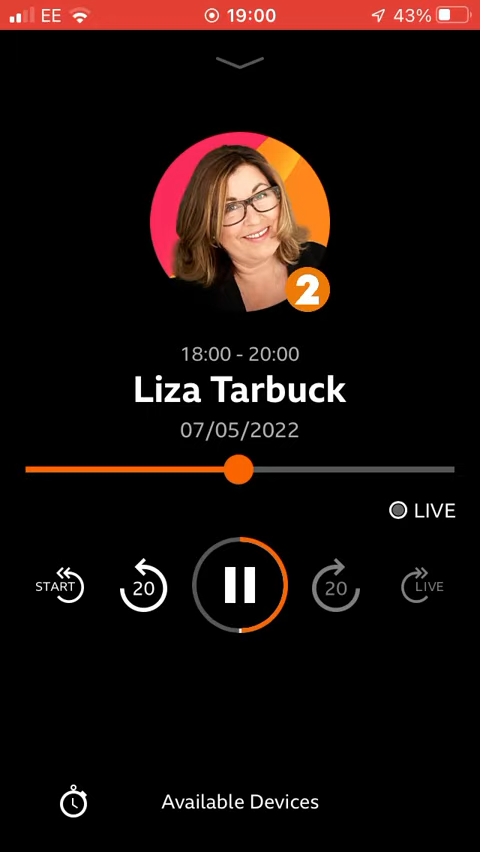 EE 19:00 43%
2
18:00 - 20:00
Liza Tarbuck
07/05/2022
LIVE
START 20 20 LIVE
Available Devices